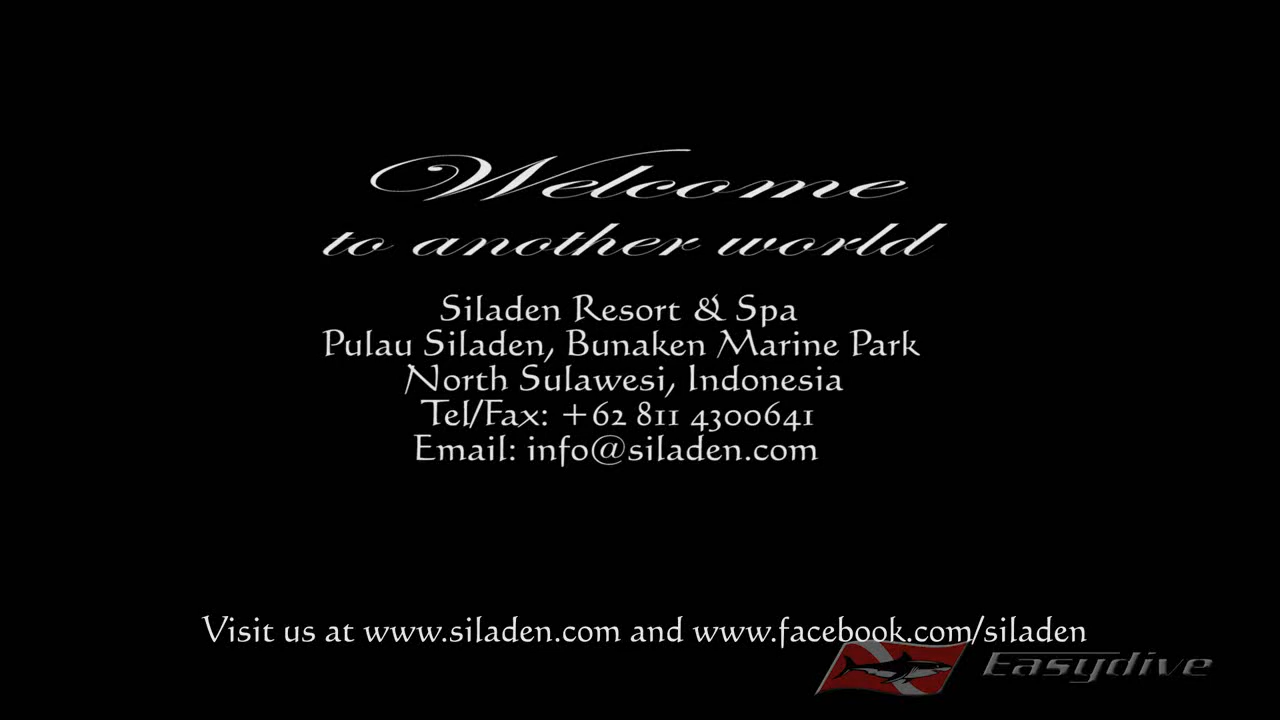 Welcome
to another world
Siladen Resort & Spa
Pulau Siladen, Bunaken Marine Park
North Sulawesi, Indonesia
Tel/Fax: +62 811 4300641
Email: info@siladen.com
Visit us at www.siladen.com and www.facebook.com/siladen
Easydive